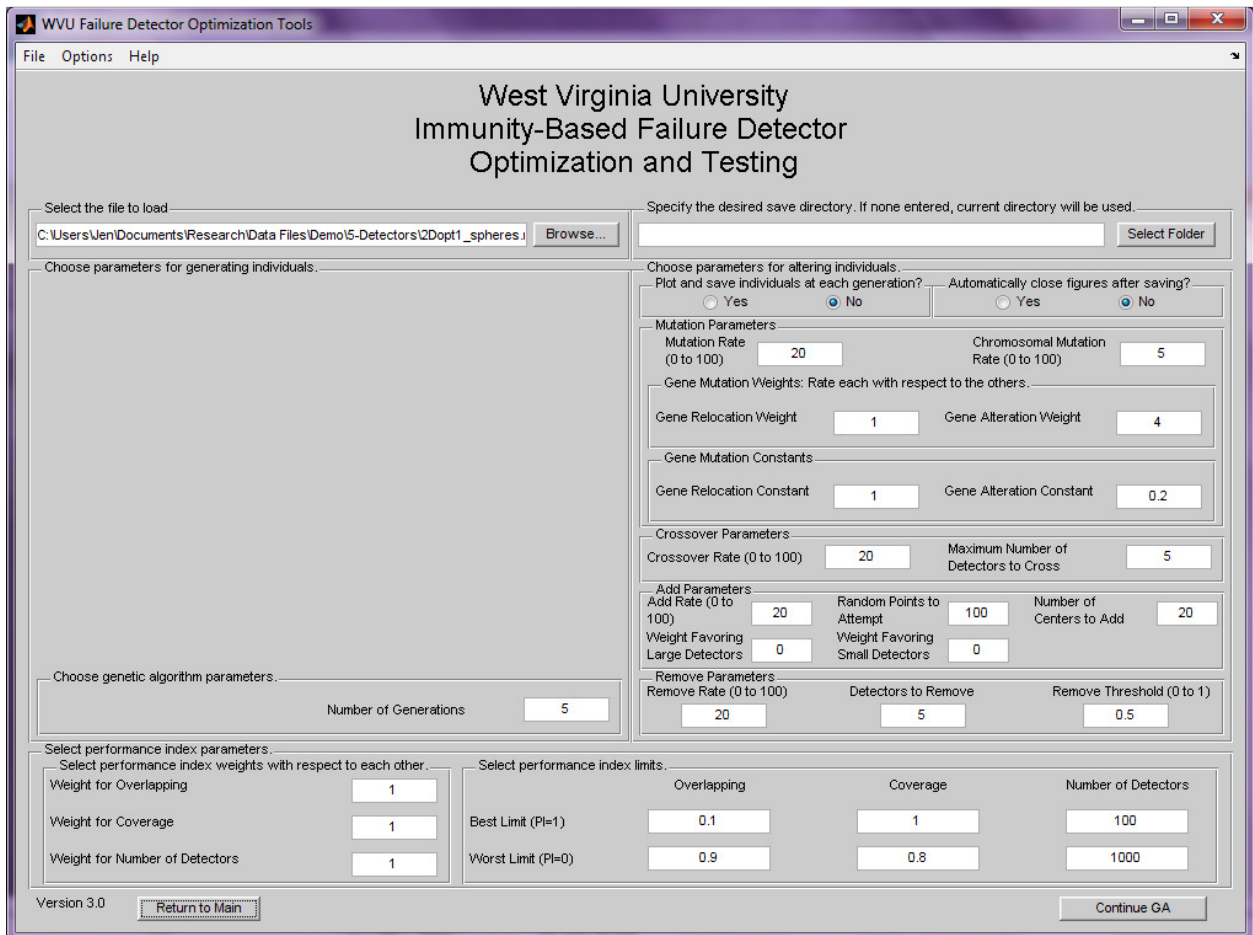 WVU Failure Detector Optimization Tools
File Options Help
West Virginia University
Immunity-Based Failure Detector
Optimization and Testing
Select the file to load
C:\Users\Jen\Documents\Research\Data Files\Demo\5-Detectors\2Dopt1_spheres.
Browse...
Specify the desired save directory. If none entered, current directory will be used.
Select Folder
Choose parameters for generating individuals.
Choose genetic algorithm parameters.
Number of Generations 5
Choose parameters for altering individuals.
Plot and save individuals at each generation?
Yes No
Automatically close figures after saving?
Yes No
Mutation Parameters
Mutation Rate
(0 to 100)
20
Chromosomal Mutation
Rate (0 to 100)
5
Gene Mutation Weights: Rate each with respect to the others.
Gene Relocation Weight 1 Gene Alteration Weight 4
Gene Mutation Constants
Gene Relocation Constant 1 Gene Alteration Constant 0.2
Crossover Parameters
Crossover Rate (0 to 100) 20
Maximum Number of
Detectors to Cross
5
Add Parameters
Add Rate (0 to
100)
20
Random Points to
Attempt
100
Number of
Centers to Add
20
Weight Favoring
Large Detectors
0
Weight Favoring
Small Detectors
0
Remove Parameters
Remove Rate (0 to 100) Detectors to Remove Remove Threshold (0 to 1)
20 5 0.5
Select performance index parameters.
Select performance index weights with respect to each other.
Weight for Overlapping 1
Weight for Coverage 1
Weight for Number of Detectors 1
Select performance index limits.
Overlapping Coverage Number of Detectors
Best Limit (PI=1) 0.1 1 100
Worst Limit (PI=0) 0.9 0.8 1000
Version 3.0
Return to Main
Continue GA